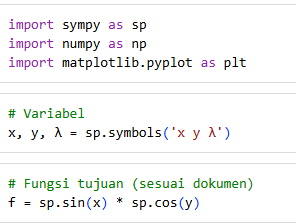 import sympy as sp
import numpy as np
import matplotlib.pyplot as plt
# Variabel
x, y, λ = sp.symbols('x y λ')
# Fungsi tujuan (sesuai dokumen)
f = sp.sin(x) * sp.cos(y)